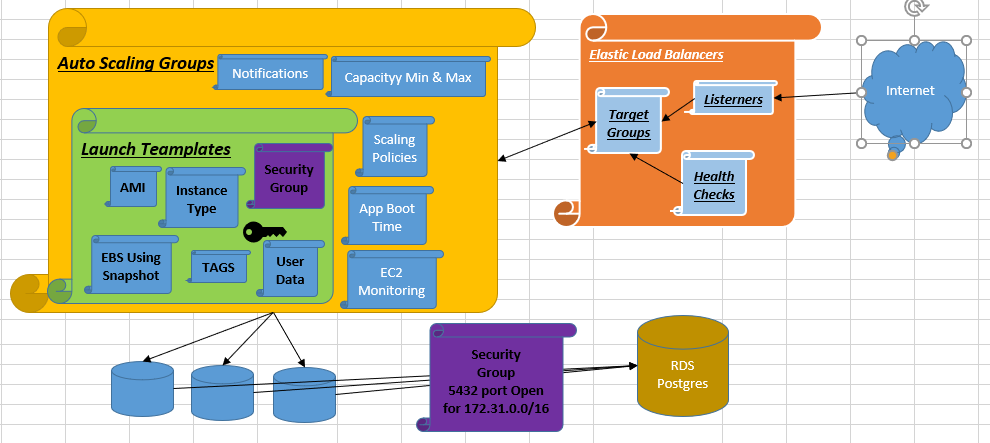 Auto Scaling Groups
Notifications
Capacityy Min & Max
Launch Teamplates
AMI
Instance
Type
Security
Group
EBS Using
Snapshot
TAGS
User
Data
Scaling
Policies
App Boot
Time
EC2
Monitoring
Elastic Load Balancers
Target
Groups
Listerners
Health
Checks
Internet
Security
Group
5432 port Open
for 172.31.0.0/16
RDS
Postgres